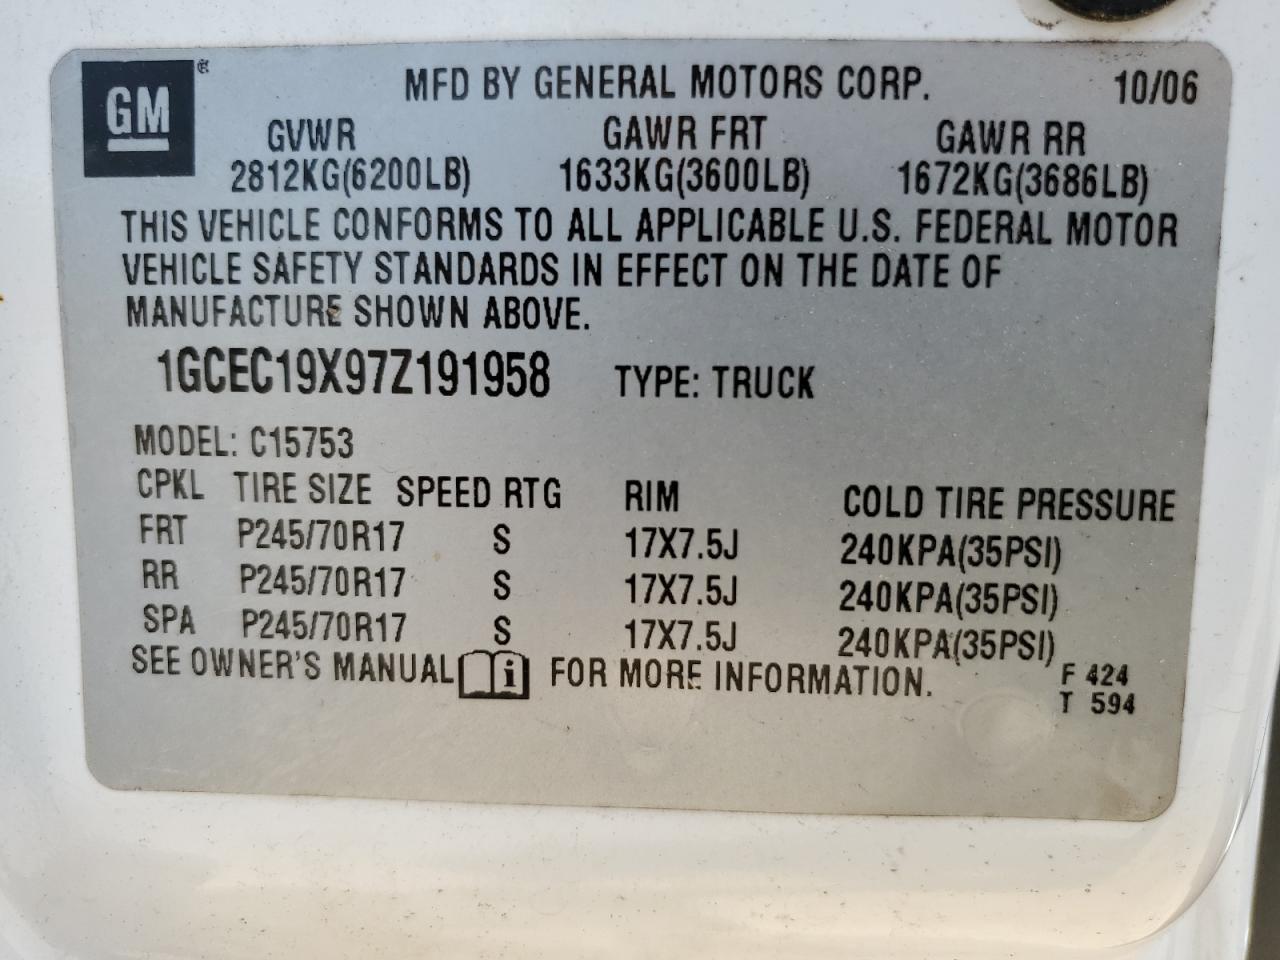 GM MFD BY GENERAL MOTORS CORP. 10/06
GVWR GAWR FRT GAWR RR
2812KG(6200LB) 1633KG(3600LB) 1672KG(3686LB)
THIS VEHICLE CONFORMS TO ALL APPLICABLE U.S. FEDERAL MOTOR
VEHICLE SAFETY STANDARDS IN EFFECT ON THE DATE OF
MANUFACTURE SHOWN ABOVE.
1GCEC19X97Z191958 TYPE: TRUCK
MODEL: C15753
CPKL TIRE SIZE SPEED RTG RIM COLD TIRE PRESSURE
FRT P245/70R17 S 17X7.5J 240KPA(35PSI)
RR P245/70R17 S 17X7.5J 240KPA(35PSI)
SPA P245/70R17 S 17X7.5J 240KPA(35PSI)
SEE OWNER'S MANUAL i FOR MORE INFORMATION.
F 424
T 594